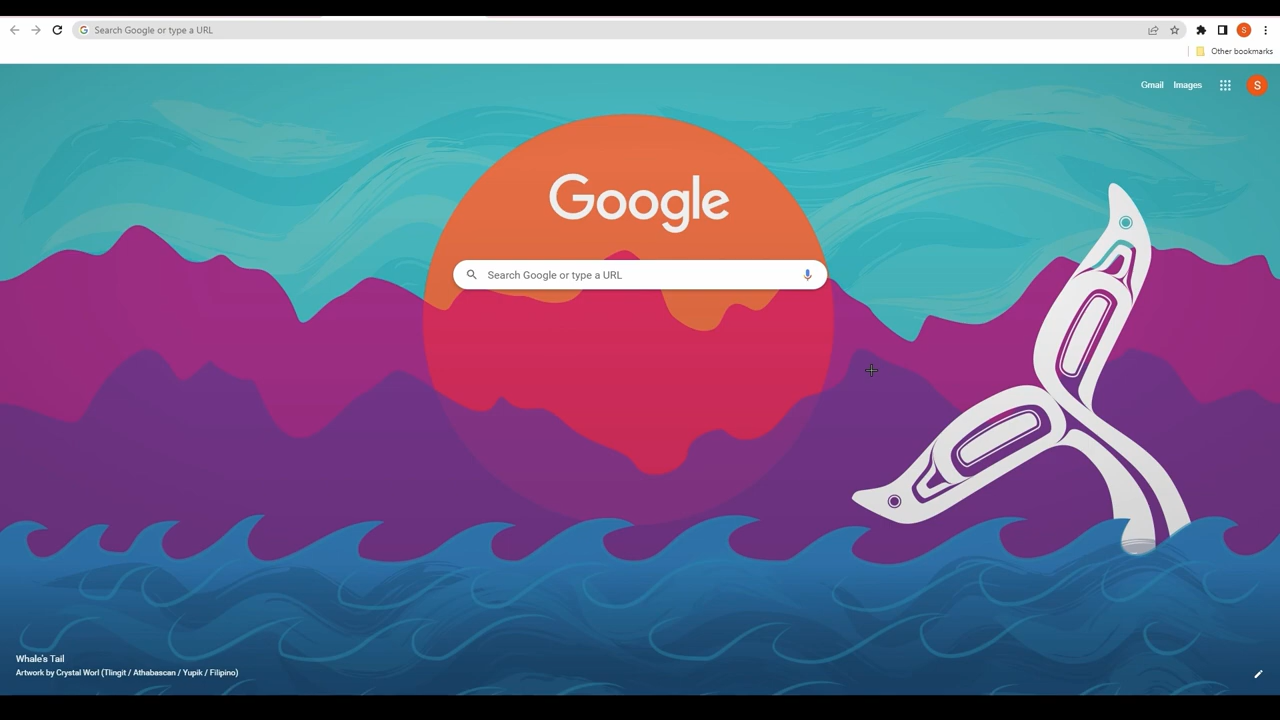 Search Google or type a URL
Other bookmarks
S
Gmail
Images
S
Google
Search Google or type a URL
Whale's Tail
Artwork by Crystal Worl (Tlingit / Athabascan / Yupik / Filipino)